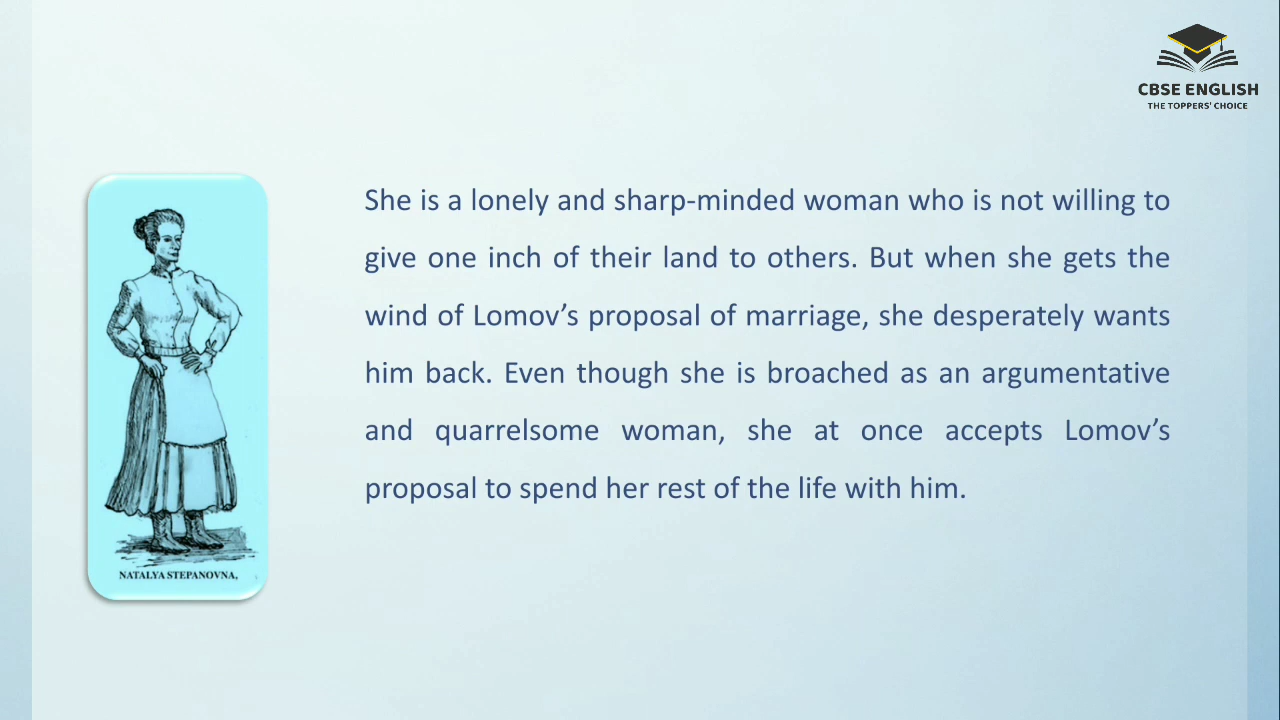 CBSE ENGLISH
THE TOPPERS' CHOICE
She is a lonely and sharp-minded woman who is not willing to
give one inch of their land to others. But when she gets the
wind of Lomov’s proposal of marriage, she desperately wants
him back. Even though she is broached as an argumentative
and quarrelsome woman, she at once accepts Lomov’s
proposal to spend her rest of the life with him.
NATALYA STEPANOVNA,